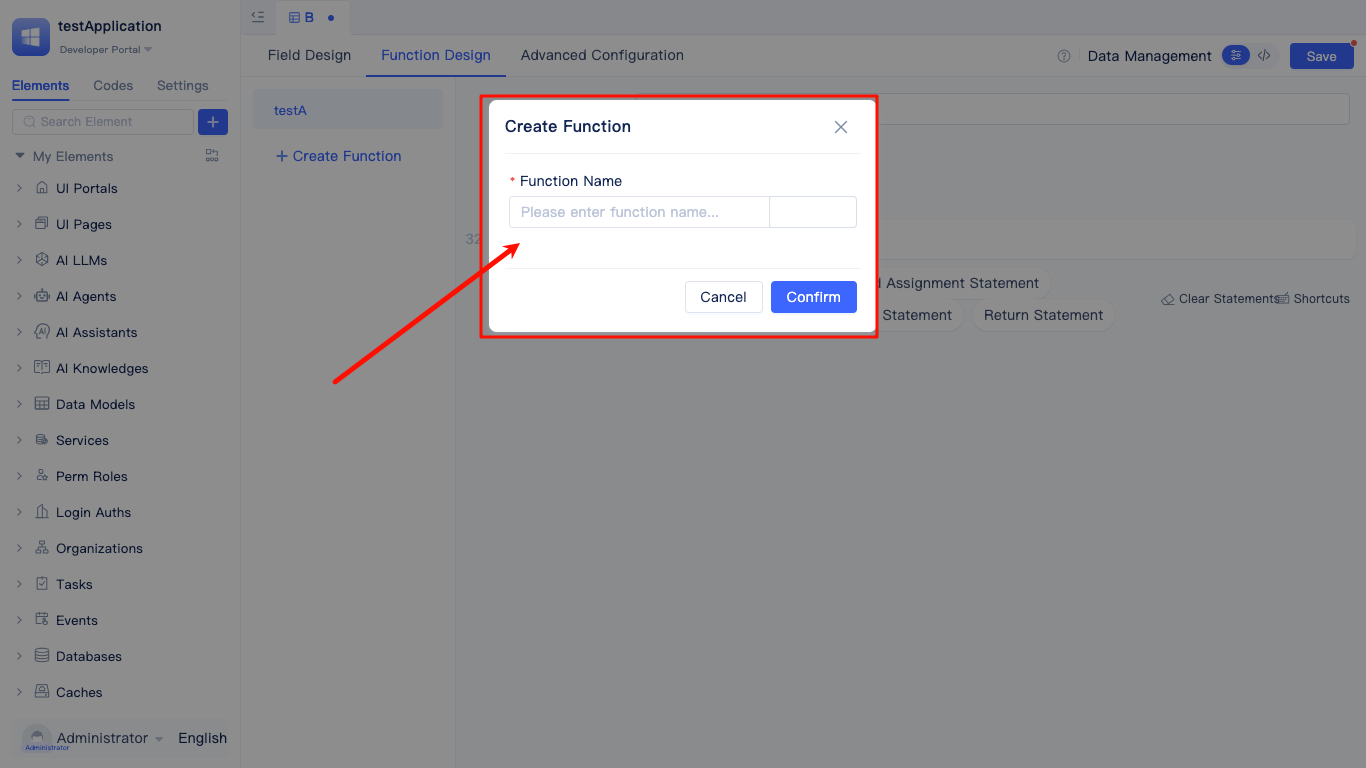 testApplication
Developer Portal
B
Elements
Codes
Settings
Search Element
My Elements
UI Portals
UI Pages
AI LLMs
AI Agents
AI Assistants
AI Knowledges
Data Models
Services
Perm Roles
Login Auths
Organizations
Tasks
Events
Databases
Caches
Administrator
Administrator
English
Field Design
Function Design
Advanced Configuration
Data Management
Save
testA
Create Function
Create Function
* Function Name
Please enter function name...
Cancel
Confirm
Assignment Statement
Statement
Return Statement
Clear Statements
Shortcuts